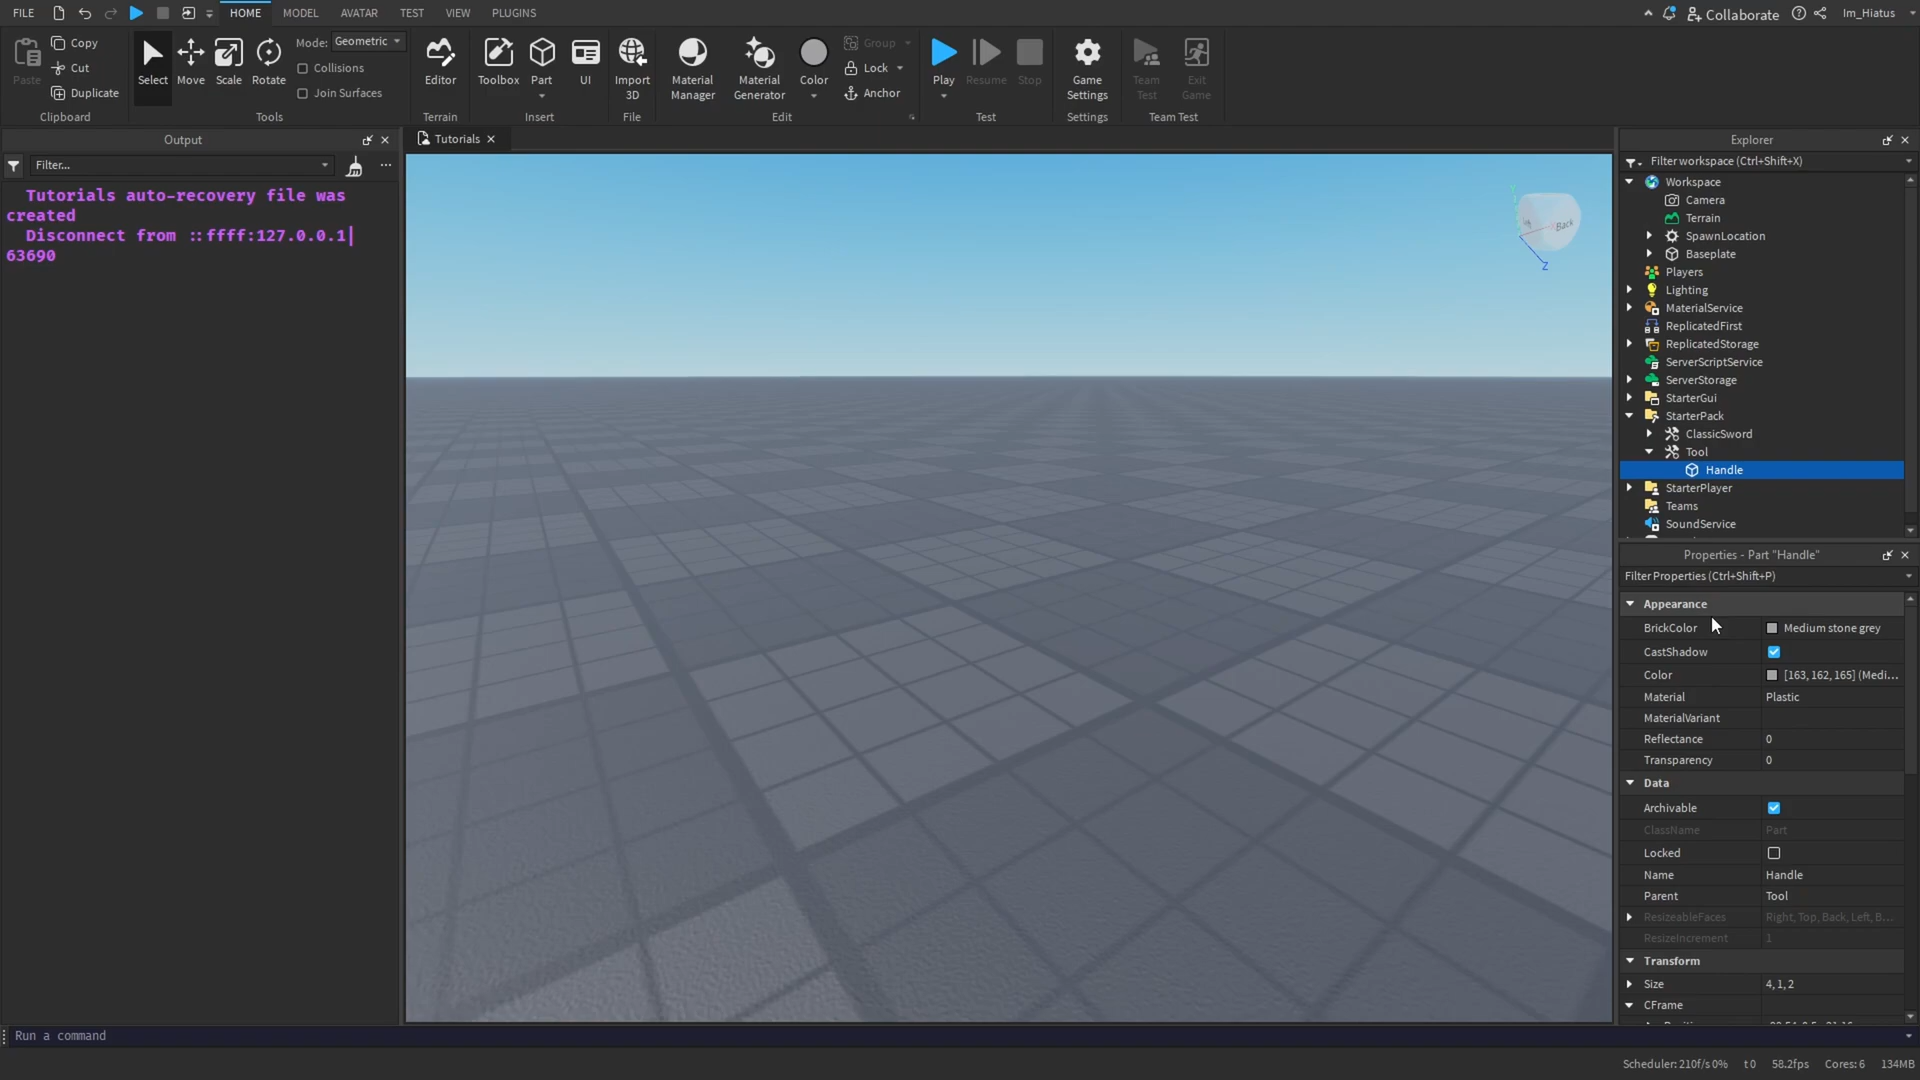 FILE
HOME
MODEL
AVATAR
TEST
VIEW
PLUGINS
Collaborate
Im_Hiatus
Paste
Copy
Cut
Duplicate
Clipboard
Select
Move
Scale
Rotate
Mode:
Geometric
Collisions
Join Surfaces
Tools
Editor
Terrain
Toolbox
Part
UI
Insert
Import
3D
File
Material
Manager
Material
Generator
Color
Group
Lock
Anchor
Edit
Play
Resume
Stop
Test
Game
Settings
Settings
Team
Test
Exit
Game
Team Test
Output
Filter...
Tutorials auto-recovery file was
created
Disconnect from ::ffff:127.0.0.1|
63690
Tutorials
Back
Y
Z
Explorer
Filter workspace (Ctrl+Shift+X)
Workspace
Camera
Terrain
SpawnLocation
Baseplate
Players
Lighting
MaterialService
ReplicatedFirst
ReplicatedStorage
ServerScriptService
ServerStorage
StarterGui
StarterPack
ClassicSword
Tool
Handle
StarterPlayer
Teams
SoundService
Properties - Part "Handle"
Filter Properties (Ctrl+Shift+P)
Appearance
BrickColor Medium stone grey
CastShadow
Color [163, 162, 165] (Medi...
Material Plastic
MaterialVariant
Reflectance 0
Transparency 0
Data
Archivable
ClassName Part
Locked
Name Handle
Parent Tool
ResizeableFaces Right, Top, Back, Left, B...
ResizeIncrement 1
Transform
Size 4, 1, 2
CFrame
Run a command
Scheduler: 210f/s 0% t 0 58.2fps Cores: 6 134MB